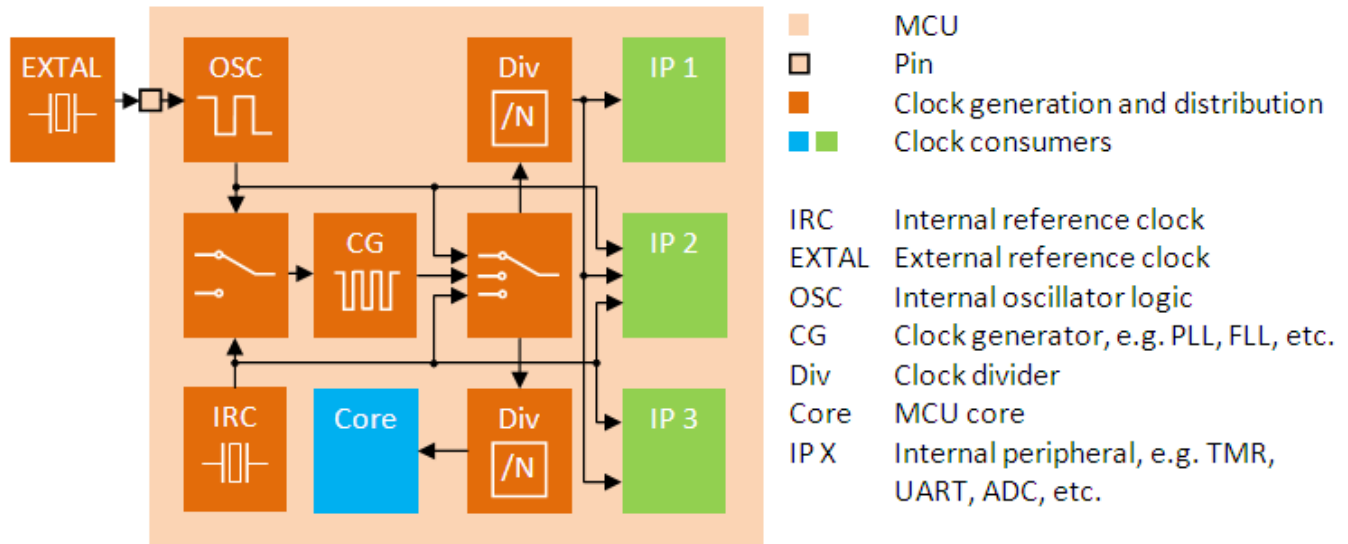 EXTAL
OSC
Div
/N
IP 1
CG
IP 2
IRC
Core
Div
/N
IP 3
MCU
Pin
Clock generation and distribution
Clock consumers
IRC Internal reference clock
EXTAL External reference clock
OSC Internal oscillator logic
CG Clock generator, e.g. PLL, FLL, etc.
Div Clock divider
Core MCU core
IP X Internal peripheral, e.g. TMR,
UART, ADC, etc.